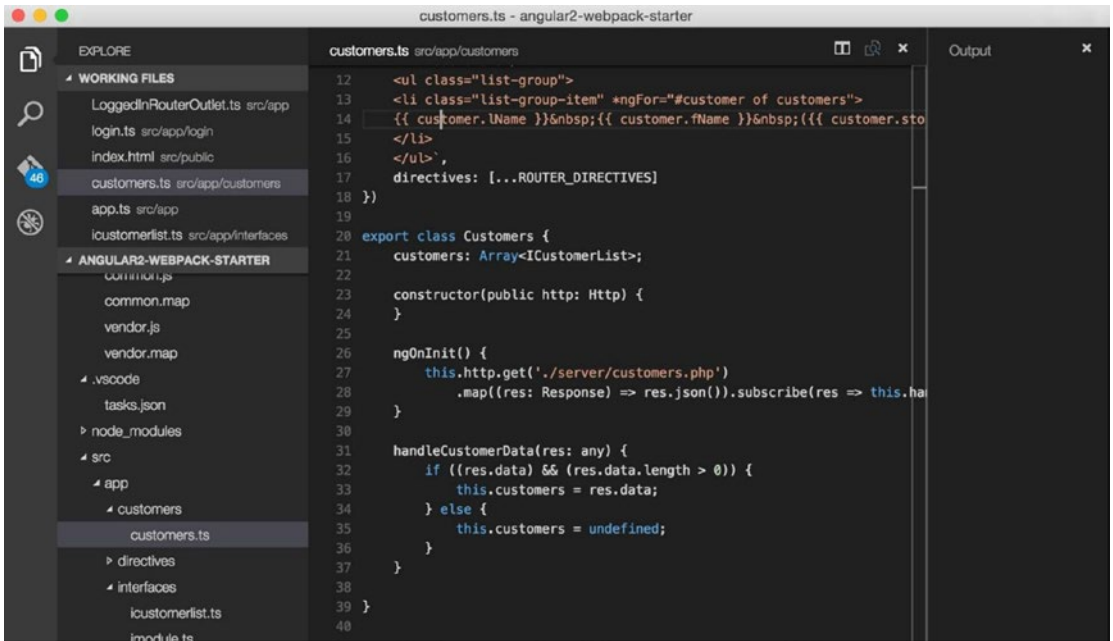 customers.ts - angular2-webpack-starter
EXPLORE
WORKING FILES
LoggedInRouterOutlet.ts src/app
login.ts src/app/login
index.html src/public
customers.ts src/app/customers
app.ts src/app
icustomerlist.ts src/app/interfaces
ANGULAR2-WEBPACK-STARTER
common.js
common.map
vendor.js
vendor.map
.vscode
tasks.json
node_modules
src
app
customers
customers.ts
directives
interfaces
icustomerlist.ts
imodule.ts
46
customers.ts src/app/customers
12 <ul class="list-group">
13 <li class="list-group-item" *ngFor="#customer of customers">
14 {{ customer.lName }}&nbsp;{{ customer.fName }}&nbsp;({{ customer.sto
15 </li>
16 </ul>`,
17 directives: [...ROUTER_DIRECTIVES]
18 })
19
20 export class Customers {
21 customers: Array<ICustomerList>;
22
23 constructor(public http: Http) {
24 }
25
26 ngOnInit() {
27 this.http.get('./server/customers.php')
28 .map((res: Response) => res.json()).subscribe(res => this.ha
29 }
30
31 handleCustomerData(res: any) {
32 if ((res.data) && (res.data.length > 0)) {
33 this.customers = res.data;
34 } else {
35 this.customers = undefined;
36 }
37 }
38
39 }
40
Output